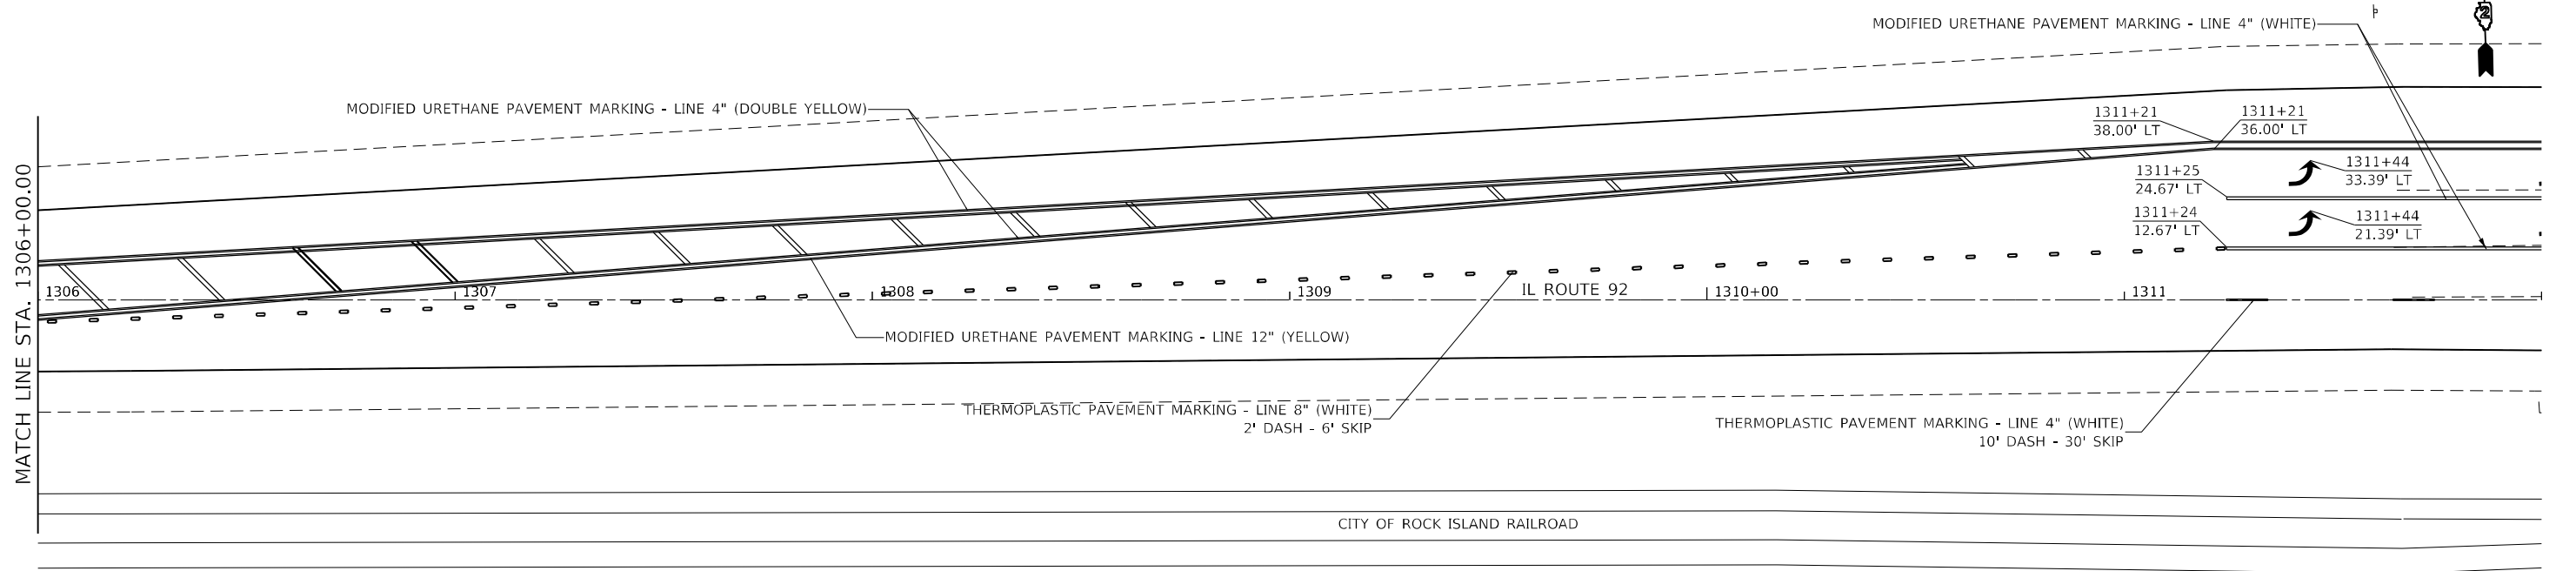 MODIFIED URETHANE PAVEMENT MARKING - LINE 4" (WHITE)
2
MODIFIED URETHANE PAVEMENT MARKING - LINE 4" (DOUBLE YELLOW)
1311+21
38.00' LT
1311+21
36.00' LT
1311+44
33.39' LT
1311+25
24.67' LT
1311+24
12.67' LT
1311+44
21.39' LT
MATCH LINE STA. 1306+00.00
1306
1307
1308
1309
IL ROUTE 92
1310+00
1311
MODIFIED URETHANE PAVEMENT MARKING - LINE 12" (YELLOW)
THERMOPLASTIC PAVEMENT MARKING - LINE 8" (WHITE)
2' DASH - 6' SKIP
THERMOPLASTIC PAVEMENT MARKING - LINE 4" (WHITE)
10' DASH - 30' SKIP
CITY OF ROCK ISLAND RAILROAD